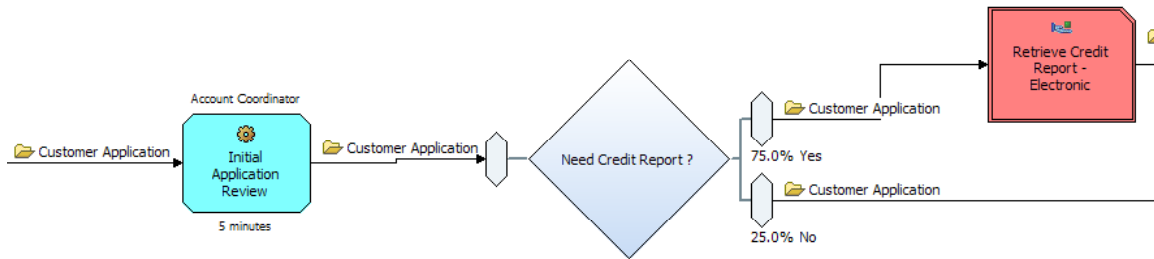 Account Coordinator
Customer Application
Initial
Application
Review
5 minutes
Customer Application
Need Credit Report ?
Customer Application
75.0% Yes
Customer Application
25.0% No
Retrieve Credit
Report -
Electronic